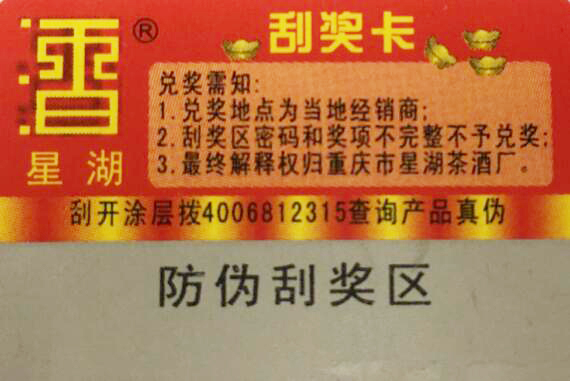 ®
刮奖卡
兑奖需知:
1.兑奖地点为当地经销商;
2.刮奖区密码和奖项不完整不予兑奖;
3.最终解释权归重庆市星湖茶酒厂。
星湖
刮开涂层拨4006812315查询产品真伪
防伪刮奖区